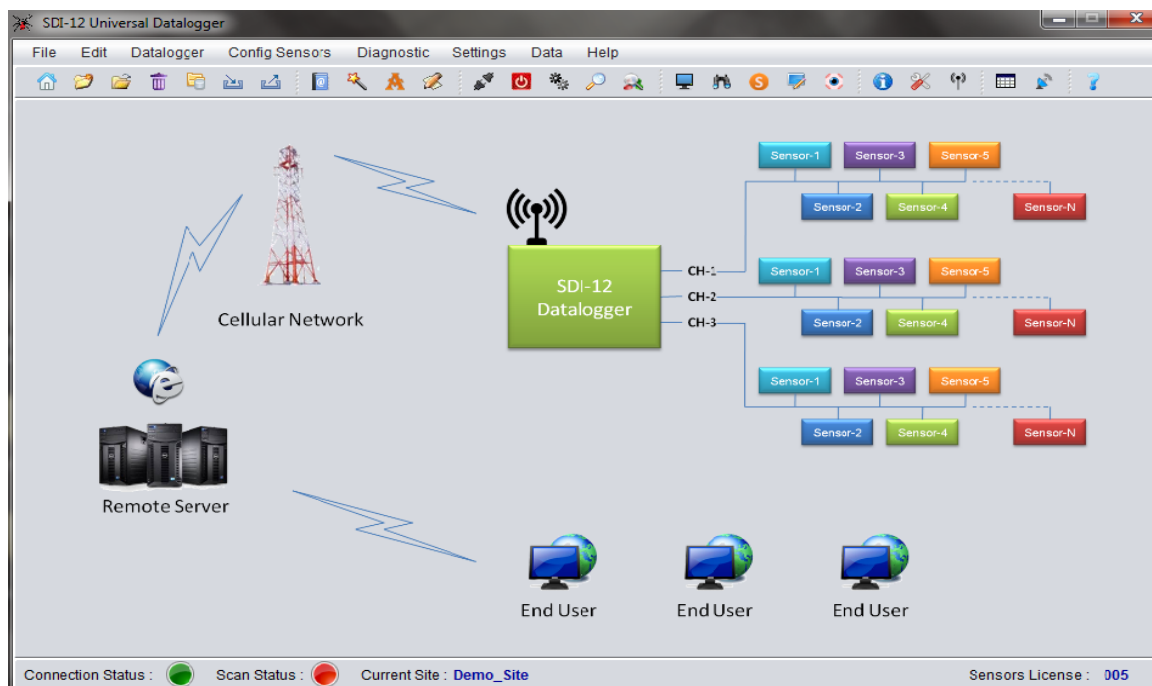 SDI-12 Universal Datalogger
File Edit Datalogger Config Sensors Diagnostic Settings Data Help
Sensor-1 Sensor-3 Sensor-5
Sensor-2 Sensor-4 Sensor-N
CH-1
SDI-12
Datalogger
CH-2
CH-3
Sensor-1 Sensor-3 Sensor-5
Sensor-2 Sensor-4 Sensor-N
Cellular Network
Sensor-1 Sensor-3 Sensor-5
Sensor-2 Sensor-4 Sensor-N
Remote Server
End User End User End User
Connection Status : Scan Status : Current Site : Demo_Site Sensors License : 005